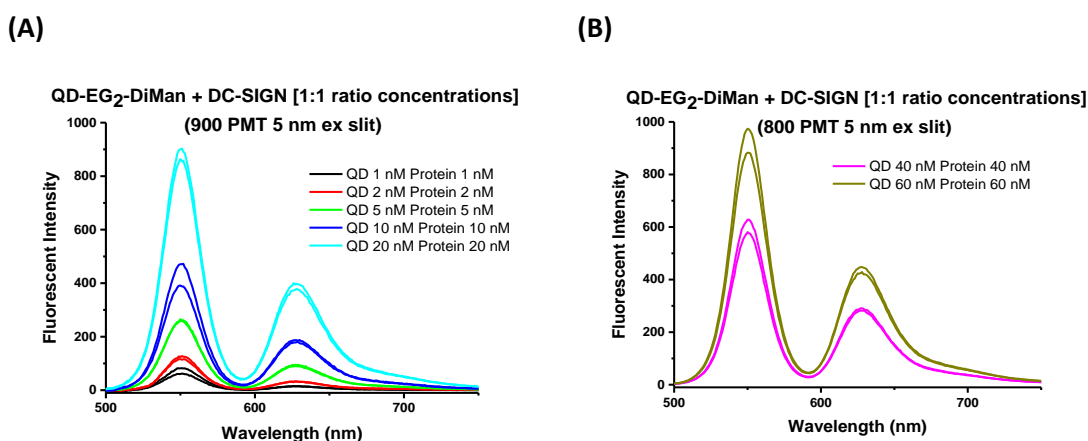 (A)
QD-EG2-DiMan + DC-SIGN [1:1 ratio concentrations]
(900 PMT 5 nm ex slit)
QD 1 nM Protein 1 nM
QD 2 nM Protein 2 nM
QD 5 nM Protein 5 nM
QD 10 nM Protein 10 nM
QD 20 nM Protein 20 nM
Fluorescent Intensity
1000
800
600
400
200
0
500
600
700
Wavelength (nm)
(B)
QD-EG2-DiMan + DC-SIGN [1:1 ratio concentrations]
(800 PMT 5 nm ex slit)
QD 40 nM Protein 40 nM
QD 60 nM Protein 60 nM
Fluorescent Intensity
1000
800
600
400
200
0
500
600
700
Wavelength (nm)